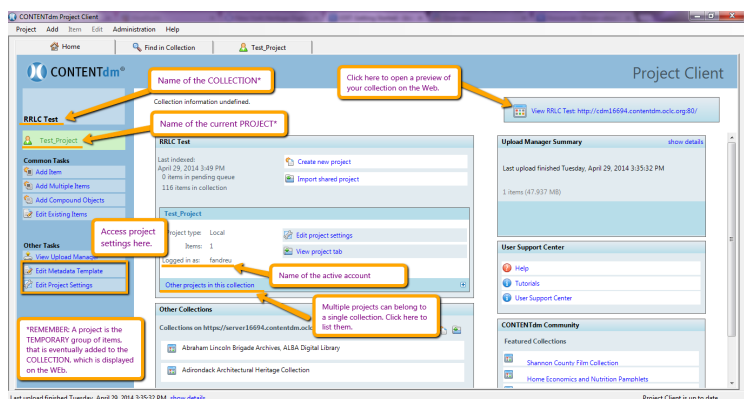 CONTENTdm Project Client
Project Add Item Edit Administration Help
Home
Find in Collection
Test_Project
CONTENTdm®
Project Client
Name of the COLLECTION*
Click here to open a preview of
your collection on the Web.
Collection information undefined.
View RRLC Test: http://cdm16694.contentdm.oclc.org:80/
RRLC Test
Name of the current PROJECT*
Test_Project
Common Tasks
Add Item
Add Multiple Items
Add Compound Objects
Edit Existing Items
Access project
settings here.
Other Tasks
View Upload Manager
Edit Metadata Template
Edit Project Settings
*REMEMBER: A project is the
TEMPORARY group of items,
that is eventually added to the
COLLECTION, which is displayed
on the WEb.
RRLC Test
Last indexed:
April 29, 2014 3:49 PM
0 items in pending queue
116 items in collection
Create new project
Import shared project
Test_Project
Project type: Local
Items: 1
Logged in as: fandreu
Edit project settings
View project tab
Name of the active account
Other projects in this collection
Multiple projects can belong to
a single collection. Click here to
list them.
Other Collections
Collections on https://server16694.contentdm.oclc
Abraham Lincoln Brigade Archives, ALBA Digital Library
Adirondack Architectural Heritage Collection
Upload Manager Summary show details
Last upload finished Tuesday, April 29, 2014 3:35:32 PM
1 items (47.937 MB)
User Support Center
Help
Tutorials
User Support Center
CONTENTdm Community
Featured Collections
Shannon County Film Collection
Home Economics and Nutrition Pamphlets
Last upload finished Tuesday, April 29, 2014 3:35:32 PM show details
Project Client is up to date